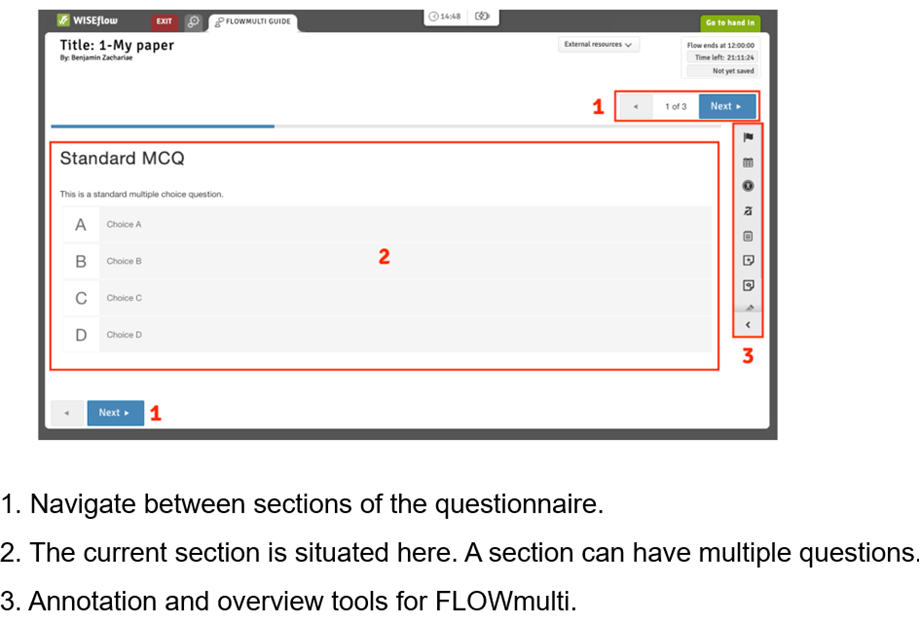 WISEflow EXIT FLOWMULTI GUIDE 14:48 Go to hand in
Title: 1-My paper
By: Benjamin Zachariae
External resources
Flow ends at 12:00:00
Time left: 21:11:24
Not yet saved
1 1 of 3 Next
Standard MCQ
This is a standard multiple choice question.
A Choice A
B Choice B
2
C Choice C
D Choice D
3
Next 1
1. Navigate between sections of the questionnaire.
2. The current section is situated here. A section can have multiple questions.
3. Annotation and overview tools for FLOWmulti.